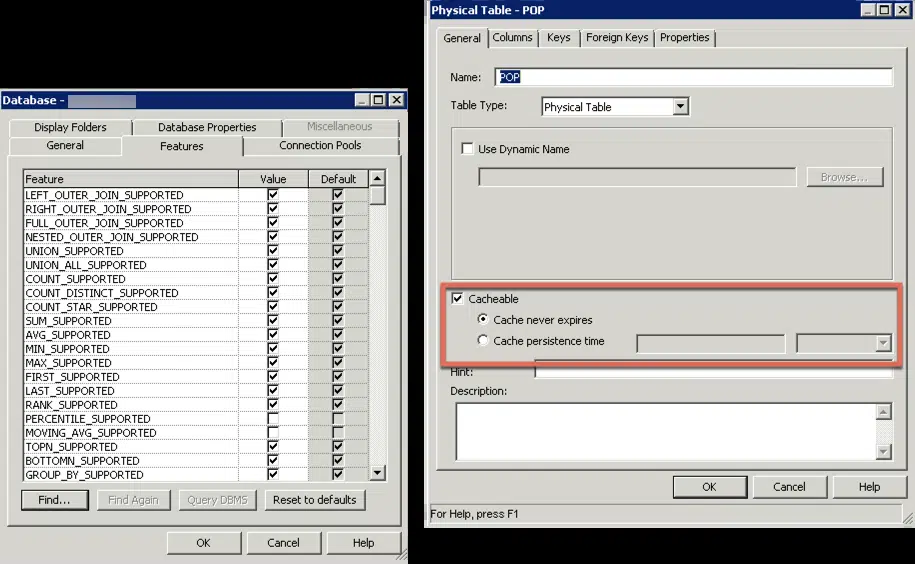 Database -
Display Folders
Database Properties
Miscellaneous
General
Features
Connection Pools
Feature
Value
Default
LEFT_OUTER_JOIN_SUPPORTED
RIGHT_OUTER_JOIN_SUPPORTED
FULL_OUTER_JOIN_SUPPORTED
NESTED_OUTER_JOIN_SUPPORTED
UNION_SUPPORTED
UNION_ALL_SUPPORTED
COUNT_SUPPORTED
COUNT_DISTINCT_SUPPORTED
COUNT_STAR_SUPPORTED
SUM_SUPPORTED
AVG_SUPPORTED
MIN_SUPPORTED
MAX_SUPPORTED
FIRST_SUPPORTED
LAST_SUPPORTED
RANK_SUPPORTED
PERCENTILE_SUPPORTED
MOVING_AVG_SUPPORTED
TOPN_SUPPORTED
BOTTOMN_SUPPORTED
GROUP_BY_SUPPORTED
Find...
Find Again
Query DBMS
Reset to defaults
OK
Cancel
Help
Physical Table - POP
General
Columns
Keys
Foreign Keys
Properties
Name:
POP
Table Type:
Physical Table
Use Dynamic Name
Browse...
Cacheable
Cache never expires
Cache persistence time
Hint:
Description:
OK
Cancel
Help
For Help, press F1